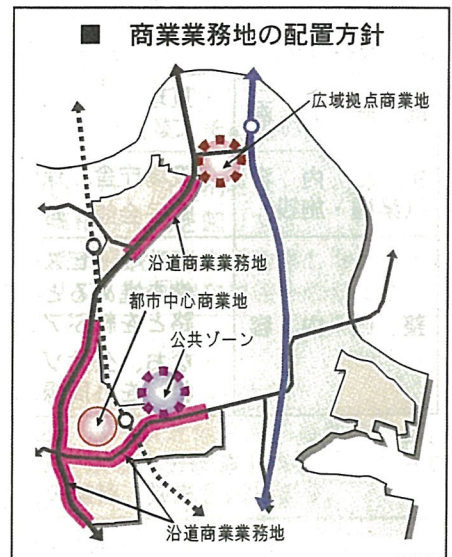 ■ 商業業務地の配置方針
広域拠点商業地
沿道商業業務地
都市中心商業地
公共ゾーン
沿道商業業務地